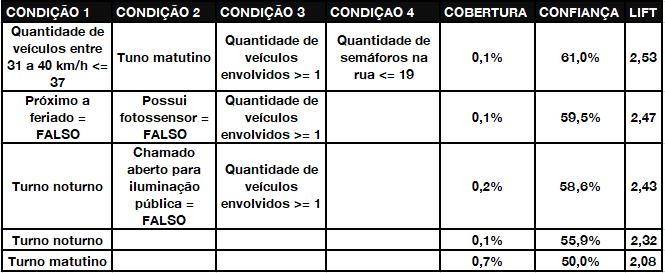 CONDIÇÃO 1 CONDIÇÃO 2 CONDIÇÃO 3 CONDIÇAO 4 COBERTURA CONFIANÇA LIFT
Quantidade de
veículos entre
31 a 40 km/h <=
37
Tuno matutino
Quantidade de
veículos
envolvidos >= 1
Quantidade de
semáforos na
rua <= 19
0,1%
61,0%
2,53
Próximo a
feriado =
FALSO
Possui
fotossensor =
FALSO
Quantidade de
veículos
envolvidos >= 1
0,1%
59,5%
2,47
Turno noturno
Chamado
aberto para
iluminação
pública =
FALSO
Quantidade de
veículos
envolvidos >= 1
0,2%
58,6%
2,43
Turno noturno 0,1% 55,9% 2,32
Turno matutino 0,7% 50,0% 2,08